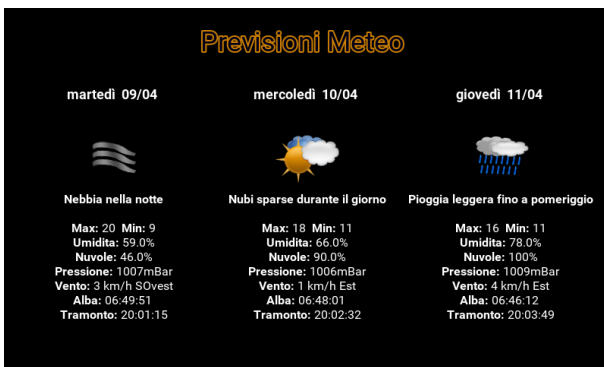 Previsioni Meteo
martedì 09/04
mercoledì 10/04
giovedì 11/04
Nebbia nella notte
Nubi sparse durante il giorno
Pioggia leggera fino a pomeriggio
Max: 20 Min: 9
Umidita: 59.0%
Nuvole: 46.0%
Pressione: 1007mBar
Vento: 3 km/h SOvest
Alba: 06:49:51
Tramonto: 20:01:15
Max: 18 Min: 11
Umidita: 66.0%
Nuvole: 90.0%
Pressione: 1006mBar
Vento: 1 km/h Est
Alba: 06:48:01
Tramonto: 20:02:32
Max: 16 Min: 11
Umidita: 78.0%
Nuvole: 100%
Pressione: 1009mBar
Vento: 4 km/h Est
Alba: 06:46:12
Tramonto: 20:03:49